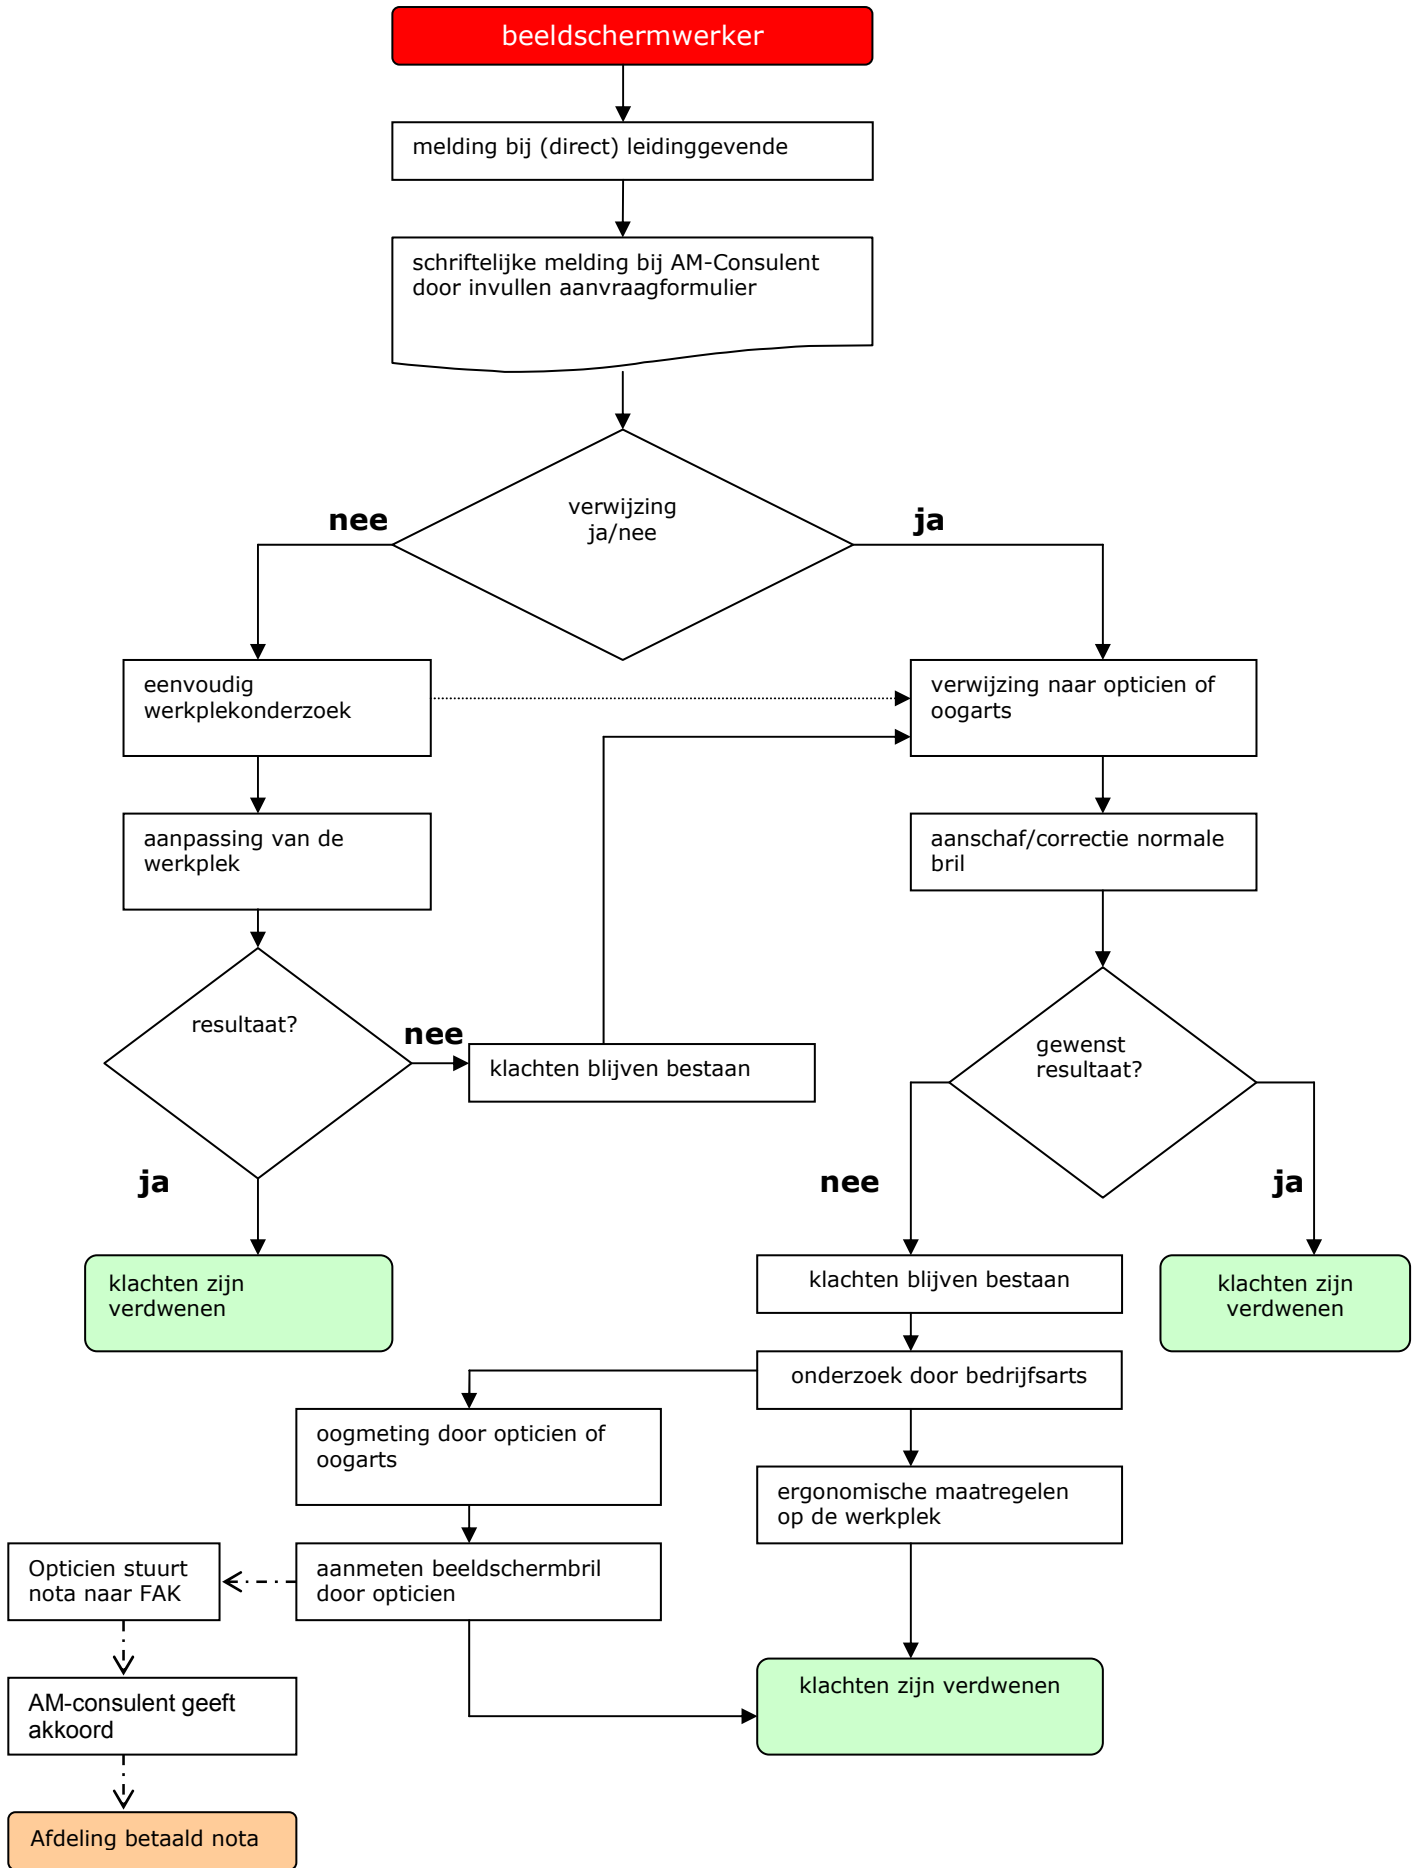 beeldschermwerker
melding bij (direct) leidinggevende
schriftelijke melding bij AM-Consulent
door invullen aanvraagformulier
verwijzing
ja/nee
nee
ja
eenvoudig
werkplekonderzoek
verwijzing naar opticien of
oogarts
aanpassing van de
werkplek
aanschaf/correctie normale
bril
resultaat?
nee
klachten blijven bestaan
gewenst
resultaat?
ja
nee
ja
klachten zijn
verdwenen
klachten blijven bestaan
klachten zijn
verdwenen
onderzoek door bedrijfsarts
oogmeting door opticien of
oogarts
ergonomische maatregelen
op de werkplek
Opticien stuurt
nota naar FAK
aanmeten beeldschermbril
door opticien
klachten zijn verdwenen
AM-consulent geeft
akkoord
Afdeling betaald nota